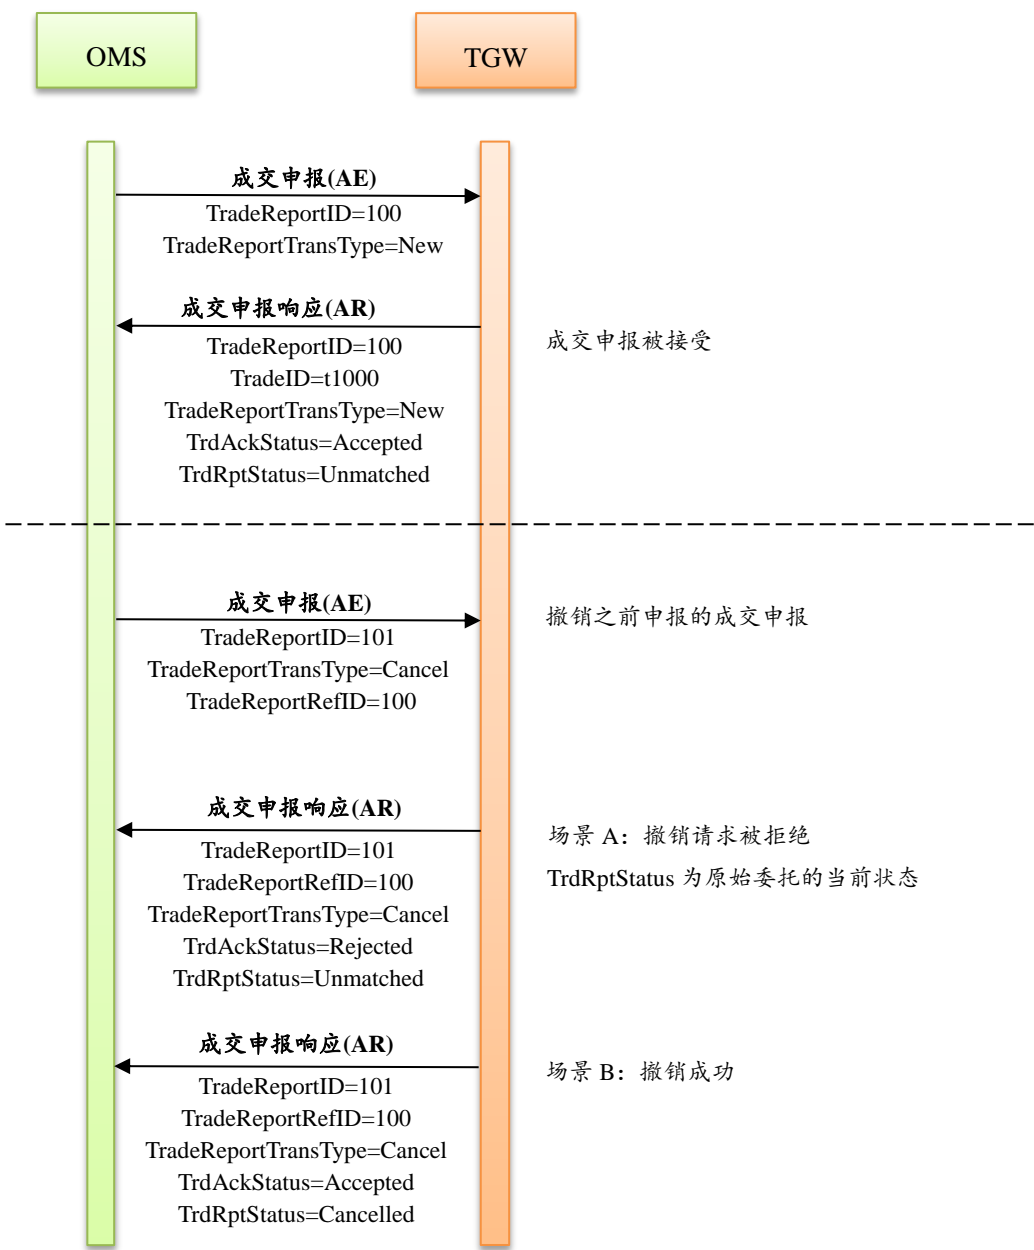 OMS
TGW
成交申报(AE)
TradeReportID=100
TradeReportTransType=New
成交申报响应(AR)
成交申报被接受
TradeReportID=100
TradeID=t1000
TradeReportTransType=New
TrdAckStatus=Accepted
TrdRptStatus=Unmatched
成交申报(AE)
撤销之前申报的成交申报
TradeReportID=101
TradeReportTransType=Cancel
TradeReportRefID=100
成交申报响应(AR)
场景 A：撤销请求被拒绝
TradeReportID=101
TrdRptStatus 为原始委托的当前状态
TradeReportRefID=100
TradeReportTransType=Cancel
TrdAckStatus=Rejected
TrdRptStatus=Unmatched
成交申报响应(AR)
场景 B：撤销成功
TradeReportID=101
TradeReportRefID=100
TradeReportTransType=Cancel
TrdAckStatus=Accepted
TrdRptStatus=Cancelled